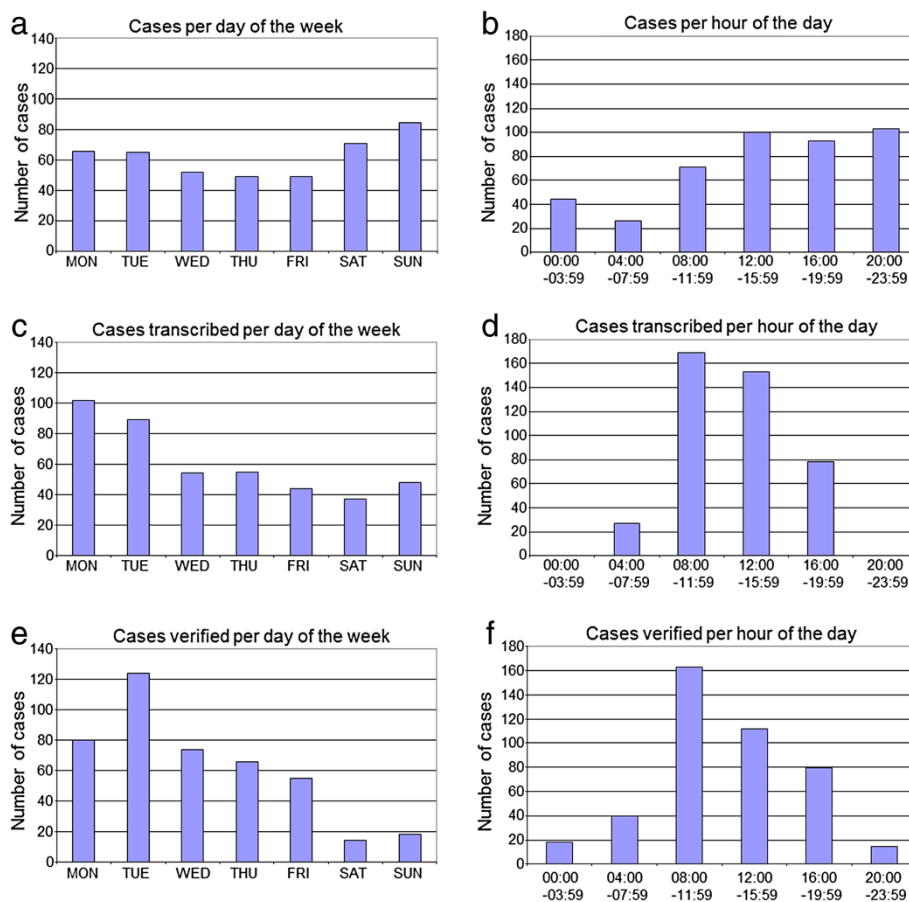 a
Cases per day of the week
Number of cases
140
120
100
80
60
40
20
0
MON TUE WED THU FRI SAT SUN
b
Cases per hour of the day
Number of cases
180
160
140
120
100
80
60
40
20
0
00:00 04:00 08:00 12:00 16:00 20:00
-03:59 -07:59 -11:59 -15:59 -19:59 -23:59
c
Cases transcribed per day of the week
Number of cases
140
120
100
80
60
40
20
0
MON TUE WED THU FRI SAT SUN
d
Cases transcribed per hour of the day
Number of cases
180
160
140
120
100
80
60
40
20
0
00:00 04:00 08:00 12:00 16:00 20:00
-03:59 -07:59 -11:59 -15:59 -19:59 -23:59
e
Cases verified per day of the week
Number of cases
140
120
100
80
60
40
20
0
MON TUE WED THU FRI SAT SUN
f
Cases verified per hour of the day
Number of cases
180
160
140
120
100
80
60
40
20
0
00:00 04:00 08:00 12:00 16:00 20:00
-03:59 -07:59 -11:59 -15:59 -19:59 -23:59